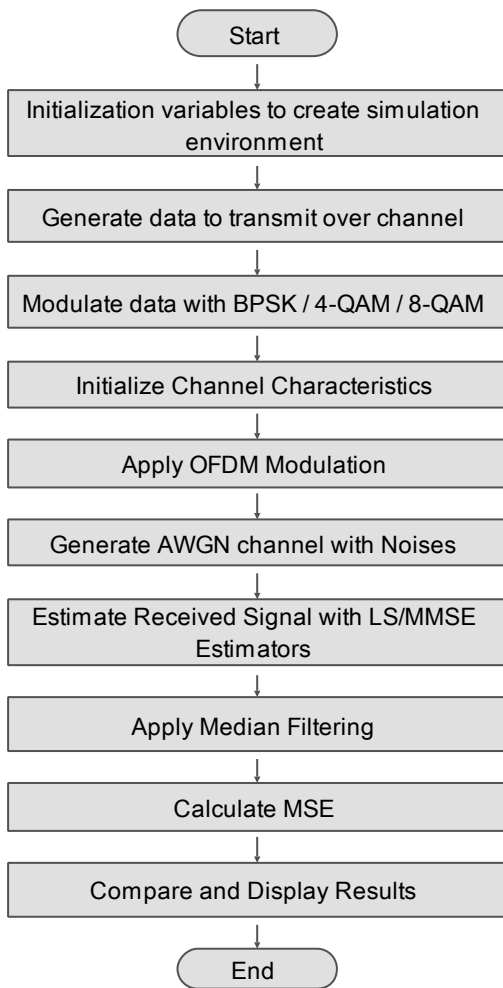 Start
Initialization variables to create simulation
environment
Generate data to transmit over channel
Modulate data with BPSK / 4-QAM / 8-QAM
Initialize Channel Characteristics
Apply OFDM Modulation
Generate AWGN channel with Noises
Estimate Received Signal with LS/MMSE
Estimators
Apply Median Filtering
Calculate MSE
Compare and Display Results
End